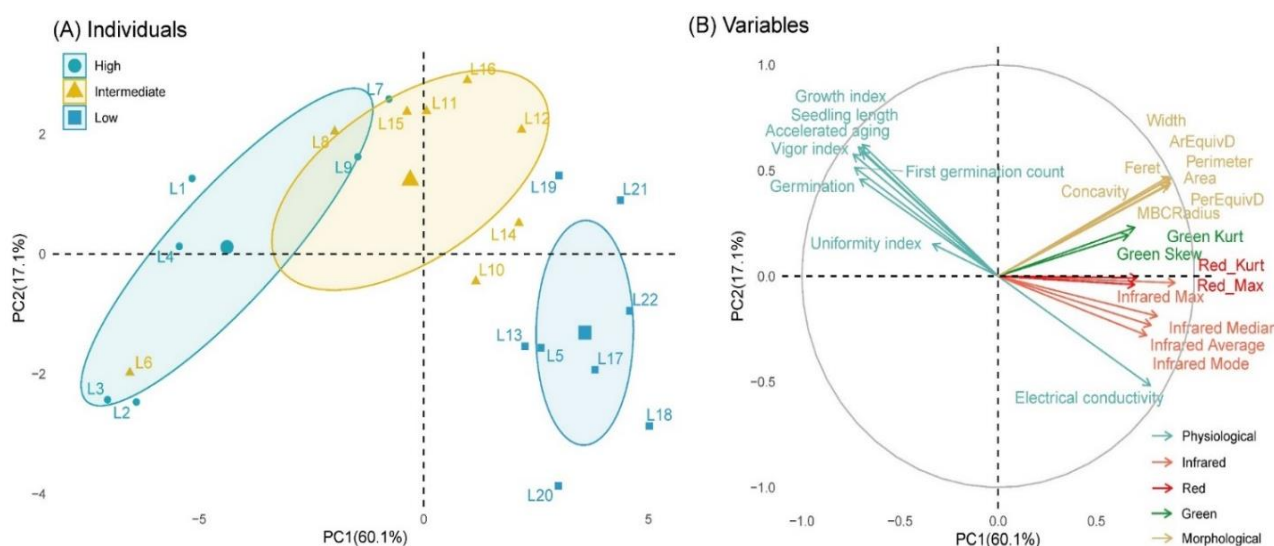 (A) Individuals
High
Intermediate
Low
L7
L16
L15
L11
L12
L8
L9
L1
L19
L21
L4
L14
L10
L22
L13
L5
L17
L6
L3
L2
L18
L20
2
0
−2
−4
PC2(17.1%)
−5
0
5
PC1(60.1%)
(B) Variables
1.0
0.5
0.0
−0.5
−1.0
PC2(17.1%)
Growth index
Seedling length
Accelerated aging
Vigor index
First germination count
Germination
Uniformity index
Width
ArEquivD
Feret
Perimeter
Concavity
Area
PerEquivD
MBCRadius
Green Kurt
Green Skew
Red_Kurt
Red_Max
Infrared Max
Infrared Median
Infrared Average
Infrared Mode
Electrical conductivity
Physiological
Infrared
Red
Green
Morphological
−1.0
−0.5
0.0
0.5
PC1(60.1%)